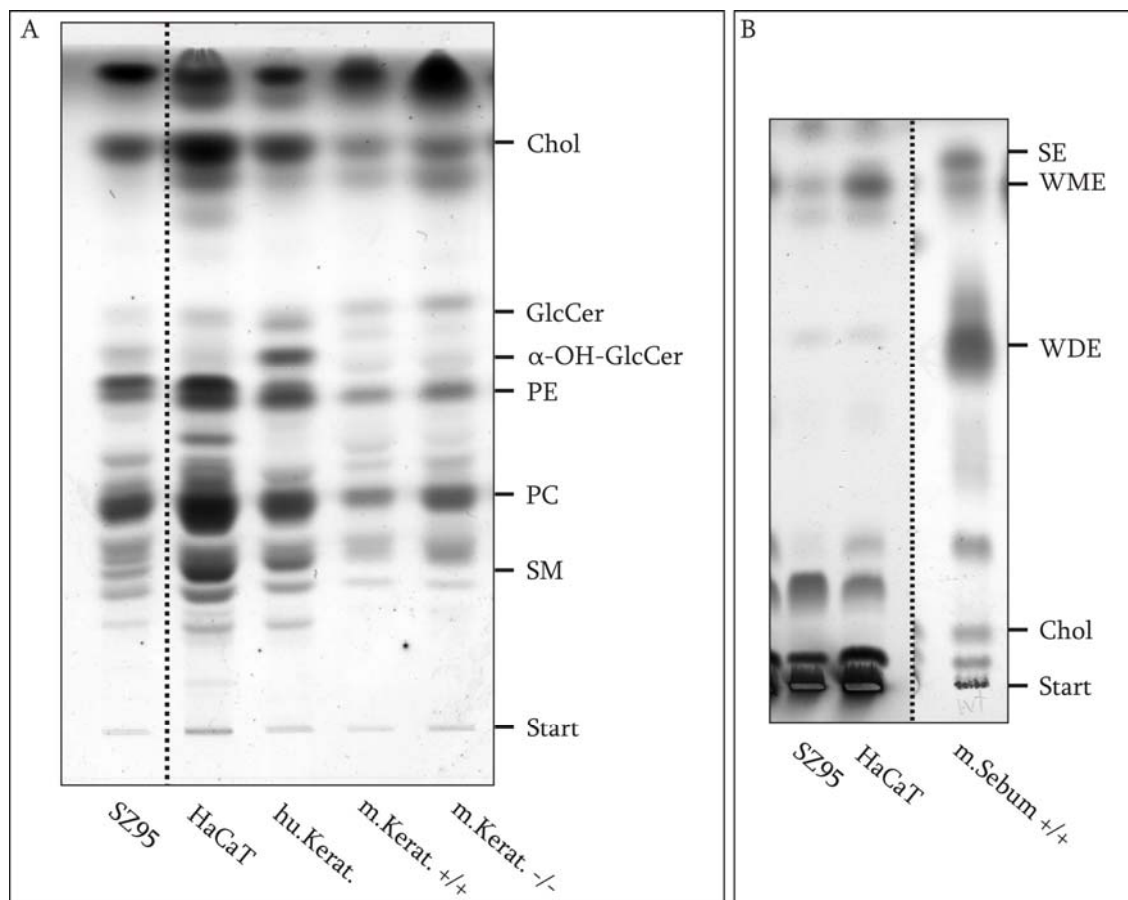 A
Chol
GlcCer
α-OH-GlcCer
PE
PC
SM
Start
SZ95
HaCaT
hu.Kerat.
m.Kerat. +/+
m.Kerat. -/-
B
SE
WME
WDE
Chol
Start
SZ95
HaCaT
m.Sebum +/+